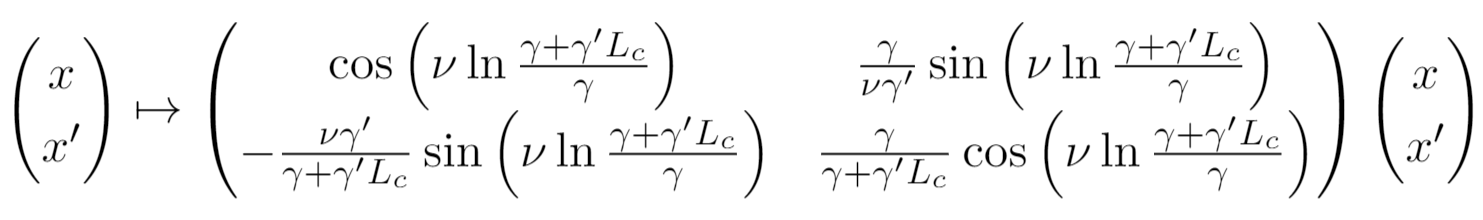 \begin{pmatrix} x \\ x' \end{pmatrix} \mapsto \begin{pmatrix} \cos\left(\nu \ln \frac{\gamma+\gamma' L_c}{\gamma}\right) & \frac{\gamma}{\nu\gamma'} \sin\left(\nu \ln \frac{\gamma+\gamma' L_c}{\gamma}\right) \\ -\frac{\nu\gamma'}{\gamma+\gamma' L_c} \sin\left(\nu \ln \frac{\gamma+\gamma' L_c}{\gamma}\right) & \frac{\gamma}{\gamma+\gamma' L_c} \cos\left(\nu \ln \frac{\gamma+\gamma' L_c}{\gamma}\right) \end{pmatrix} \begin{pmatrix} x \\ x' \end{pmatrix}